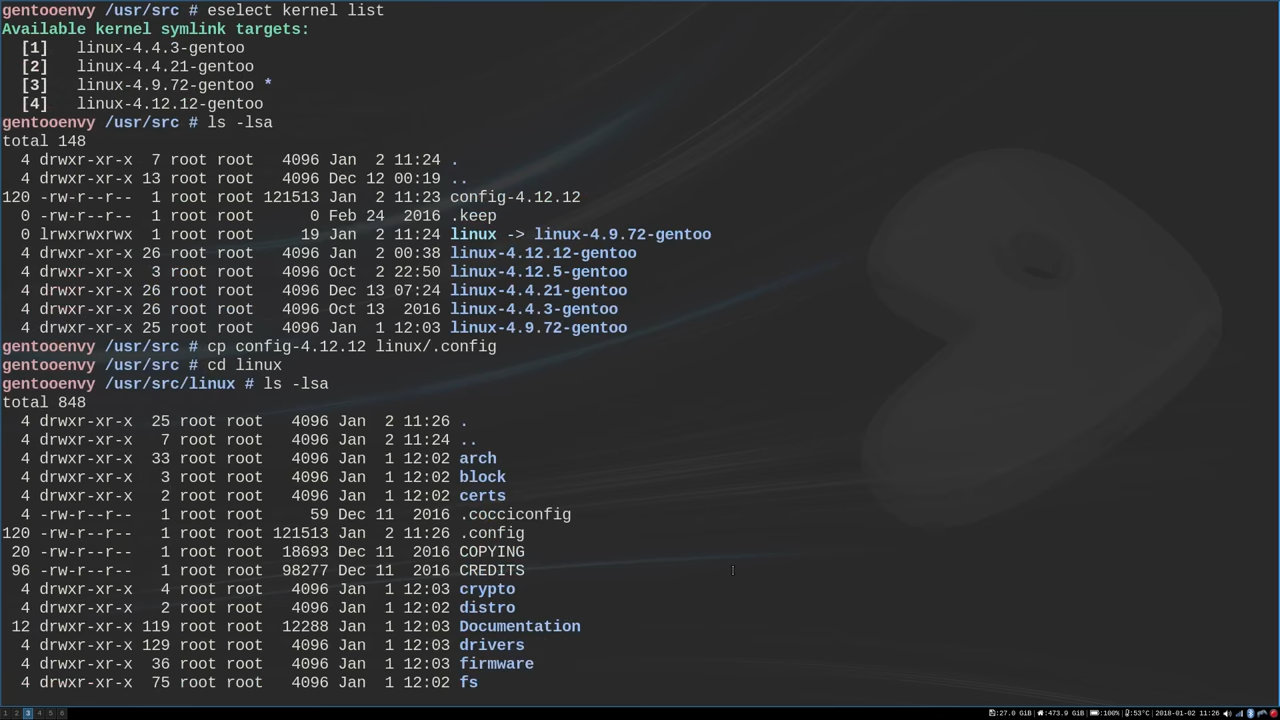 gentooenvy /usr/src # eselect kernel list
Available kernel symlink targets:
  [1]   linux-4.4.3-gentoo
  [2]   linux-4.4.21-gentoo
  [3]   linux-4.9.72-gentoo *
  [4]   linux-4.12.12-gentoo
gentooenvy /usr/src # ls -lsa
total 148
  4 drwxr-xr-x  7 root root   4096 Jan  2 11:24 .
  4 drwxr-xr-x 13 root root   4096 Dec 12 00:19 ..
120 -rw-r--r--  1 root root 121513 Jan  2 11:23 config-4.12.12
  0 -rw-r--r--  1 root root      0 Feb 24  2016 .keep
  0 lrwxrwxrwx  1 root root     19 Jan  2 11:24 linux -> linux-4.9.72-gentoo
  4 drwxr-xr-x 26 root root   4096 Jan  2 00:38 linux-4.12.12-gentoo
  4 drwxr-xr-x  3 root root   4096 Oct  2 22:50 linux-4.12.5-gentoo
  4 drwxr-xr-x 26 root root   4096 Dec 13 07:24 linux-4.4.21-gentoo
  4 drwxr-xr-x 26 root root   4096 Oct 13  2016 linux-4.4.3-gentoo
  4 drwxr-xr-x 25 root root   4096 Jan  1 12:03 linux-4.9.72-gentoo
gentooenvy /usr/src # cp config-4.12.12 linux/.config
gentooenvy /usr/src # cd linux
gentooenvy /usr/src/linux # ls -lsa
total 848
  4 drwxr-xr-x  25 root root   4096 Jan  2 11:26 .
  4 drwxr-xr-x   7 root root   4096 Jan  2 11:24 ..
  4 drwxr-xr-x  33 root root   4096 Jan  1 12:02 arch
  4 drwxr-xr-x   3 root root   4096 Jan  1 12:02 block
  4 drwxr-xr-x   2 root root   4096 Jan  1 12:02 certs
  4 -rw-r--r--   1 root root     59 Dec 11  2016 .cocciconfig
120 -rw-r--r--   1 root root 121513 Jan  2 11:26 .config
 20 -rw-r--r--   1 root root  18693 Dec 11  2016 COPYING
 96 -rw-r--r--   1 root root  98277 Dec 11  2016 CREDITS
  4 drwxr-xr-x   4 root root   4096 Jan  1 12:03 crypto
  4 drwxr-xr-x   2 root root   4096 Jan  1 12:02 distro
 12 drwxr-xr-x 119 root root  12288 Jan  1 12:03 Documentation
  4 drwxr-xr-x 129 root root   4096 Jan  1 12:03 drivers
  4 drwxr-xr-x  36 root root   4096 Jan  1 12:03 firmware
  4 drwxr-xr-x  75 root root   4096 Jan  1 12:02 fs
1 2 3 4 5 6 :27.0 GiB :473.9 GiB :100% :53°C 2018-01-02 11:26